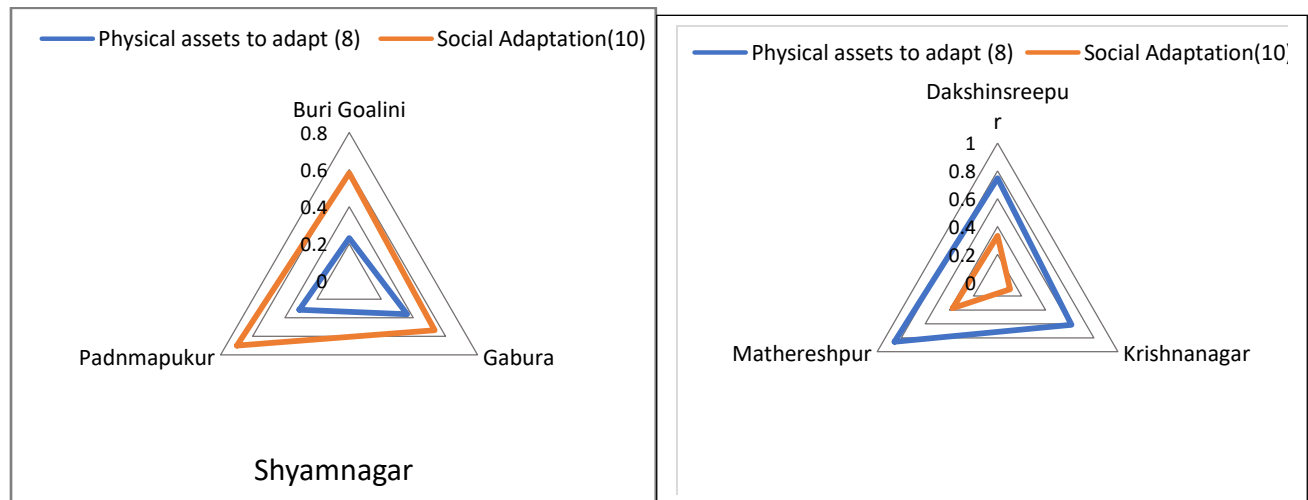 Physical assets to adapt (8) Social Adaptation(10)
Buri Goalini
0.8
0.6
0.4
0.2
0
Padnmapukur
Gabura
Shyamnagar
Physical assets to adapt (8) Social Adaptation(10)
Dakshinsreepu
r
1
0.8
0.6
0.4
0.2
0
Mathereshpur
Krishnanagar